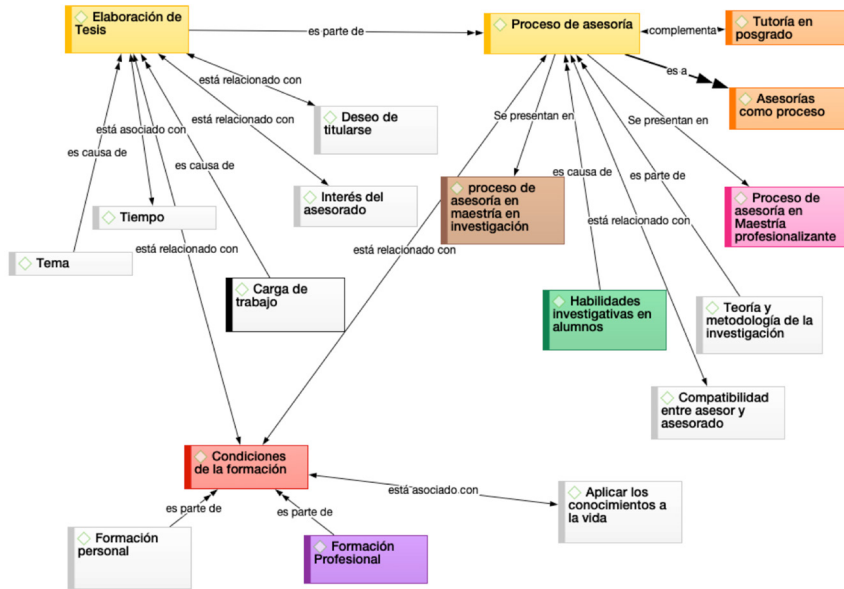 Elaboración de
Tesis
es parte de
Proceso de asesoría
complementa
Tutoría en
posgrado
es a
Asesorías
como proceso
está relacionado con
Deseo de
titularse
está relacionado con
Se presentan en
Se presentan en
está asociado con
es causa de
es causa de
es causa de
es parte de
Interés del
asesorado
proceso de
asesoría en
maestría en
investigación
Proceso de
asesoría en
Maestría
profesionalizante
Tiempo
está relacionado con
está relacionado con
está relacionado con
Tema
Carga de
trabajo
Habilidades
investigativas en
alumnos
Teoría y
metodología de la
investigación
Compatibilidad
entre asesor y
asesorado
Condiciones
de la formación
está asociado con
Aplicar los
conocimientos a
la vida
es parte de
es parte de
Formación
personal
Formación
Profesional